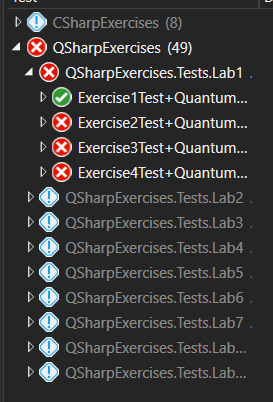 Test
CSharpExercises (8)
QSharpExercises (49)
QSharpExercises.Tests.Lab1 .
Exercise1Test+Quantum...
Exercise2Test+Quantum...
Exercise3Test+Quantum...
Exercise4Test+Quantum...
QSharpExercises.Tests.Lab2 .
QSharpExercises.Tests.Lab3 .
QSharpExercises.Tests.Lab4 .
QSharpExercises.Tests.Lab5 .
QSharpExercises.Tests.Lab6 .
QSharpExercises.Tests.Lab7 .
QSharpExercises.Tests.Lab...
QSharpExercises.Tests.Lab...